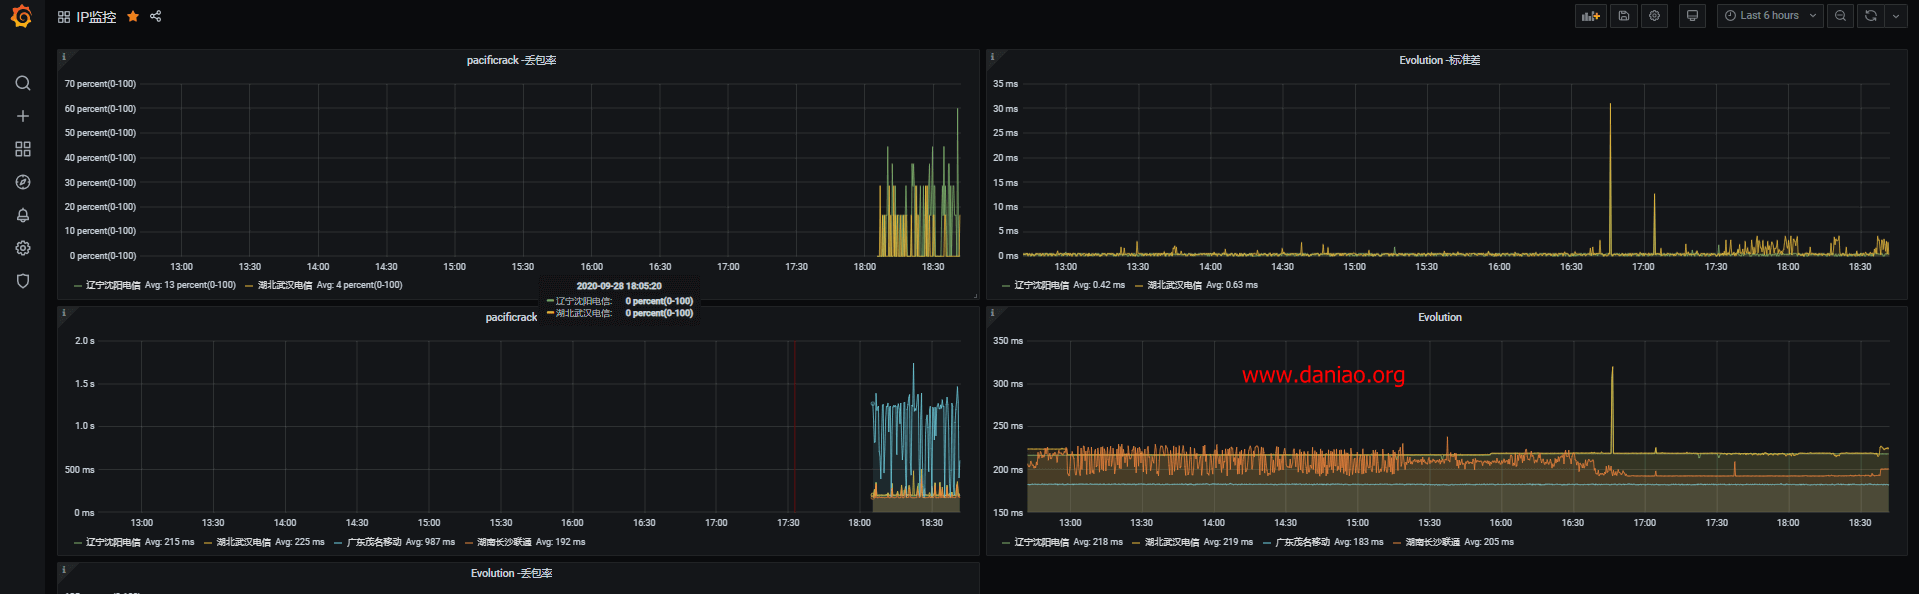 IP监控
Last 6 hours
pacificrack -丢包率
70 percent(0-100)
60 percent(0-100)
50 percent(0-100)
40 percent(0-100)
30 percent(0-100)
20 percent(0-100)
10 percent(0-100)
0 percent(0-100)
13:00 13:30 14:00 14:30 15:00 15:30 16:00 16:30 17:00 17:30 18:00 18:30
辽宁沈阳电信 Avg: 13 percent(0-100) 湖北武汉电信 Avg: 4 percent(0-100)
Evolution -标准差
35 ms
30 ms
25 ms
20 ms
15 ms
10 ms
5 ms
0 ms
13:00 13:30 14:00 14:30 15:00 15:30 16:00 16:30 17:00 17:30 18:00 18:30
辽宁沈阳电信 Avg: 0.42 ms 湖北武汉电信 Avg: 0.63 ms
2020-09-28 18:05:20
辽宁沈阳电信: 0 percent(0-100)
湖北武汉电信: 0 percent(0-100)
pacificrack
2.0 s
1.5 s
1.0 s
500 ms
0 ms
13:00 13:30 14:00 14:30 15:00 15:30 16:00 16:30 17:00 17:30 18:00 18:30
辽宁沈阳电信 Avg: 215 ms 湖北武汉电信 Avg: 225 ms 广东茂名移动 Avg: 987 ms 湖南长沙联通 Avg: 192 ms
Evolution
www.daniao.org
350 ms
300 ms
250 ms
200 ms
150 ms
13:00 13:30 14:00 14:30 15:00 15:30 16:00 16:30 17:00 17:30 18:00 18:30
辽宁沈阳电信 Avg: 218 ms 湖北武汉电信 Avg: 219 ms 广东茂名移动 Avg: 183 ms 湖南长沙联通 Avg: 205 ms
Evolution -丢包率